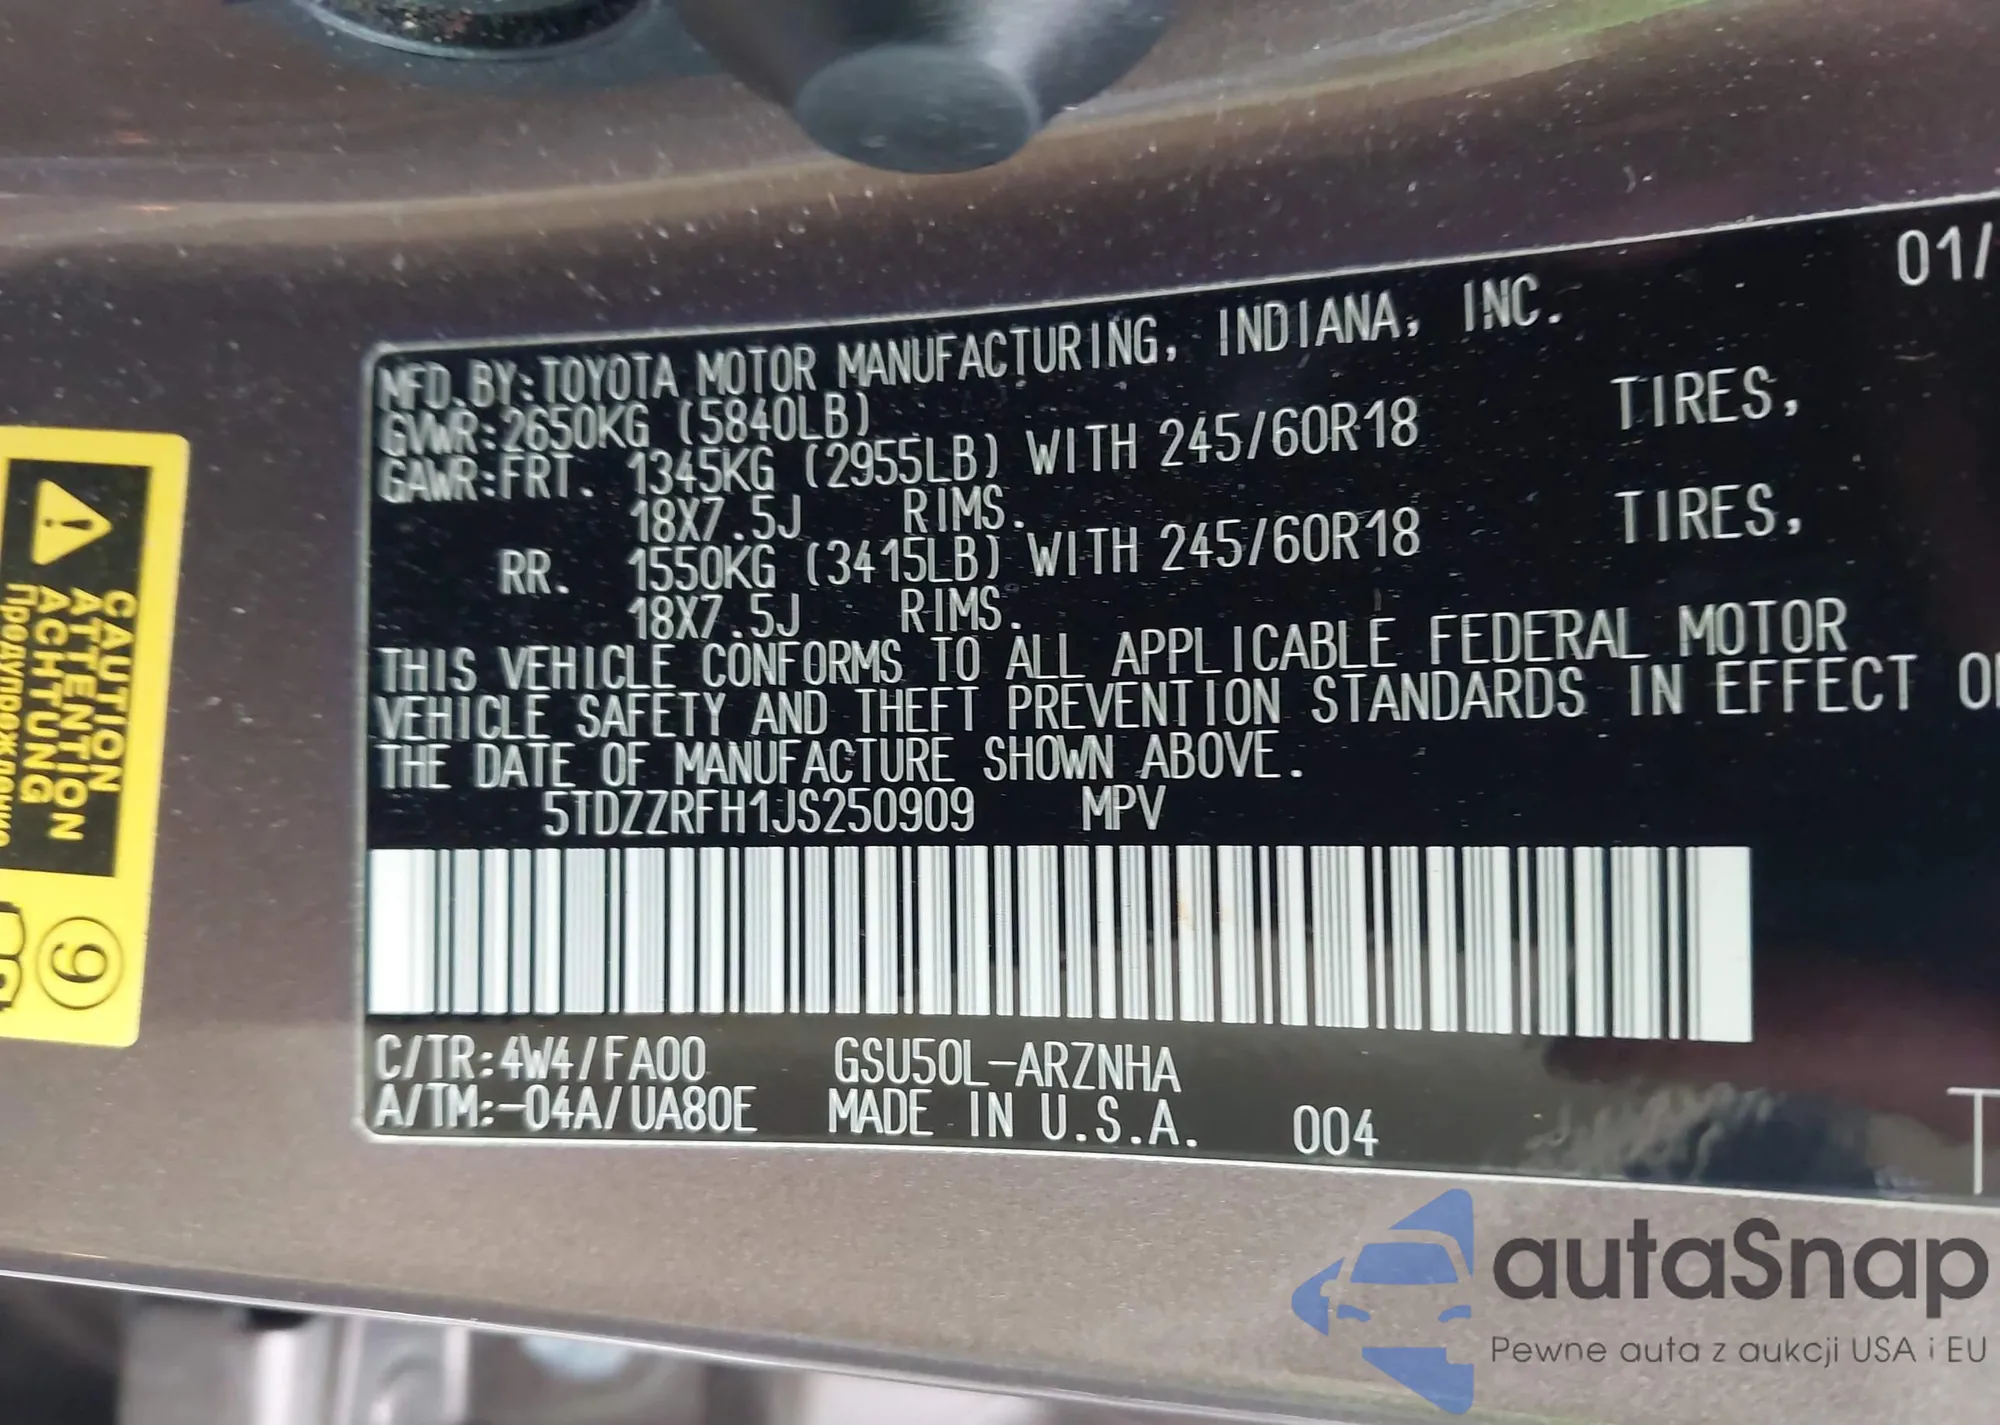 01/
MFD.BY:TOYOTA MOTOR MANUFACTURING, INDIANA, INC.
GVWR:2650KG (5840LB)
GAWR:FRT. 1345KG (2955LB) WITH 245/60R18 TIRES,
18X7.5J RIMS.
RR. 1550KG (3415LB) WITH 245/60R18 TIRES,
18X7.5J RIMS.
THIS VEHICLE CONFORMS TO ALL APPLICABLE FEDERAL MOTOR
VEHICLE SAFETY AND THEFT PREVENTION STANDARDS IN EFFECT
THE DATE OF MANUFACTURE SHOWN ABOVE.
5TDZZRFH1JS250909 MPV
C/TR:4W4/FA00 GSU50L-ARZNHA
A/TM:-04A/UA80E MADE IN U.S.A. 004
CAUTION
ATTENTION
ACHTUNG
9
autaSnap
Pewne auta z aukcji USA i EU